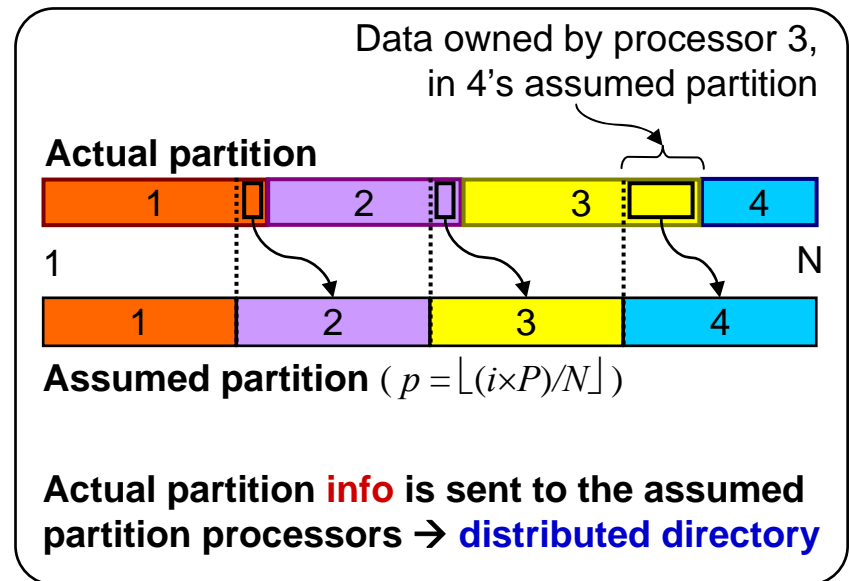 Data owned by processor 3,
in 4’s assumed partition
Actual partition
1 2 3 4
1 N
1 2 3 4
Assumed partition ( p = ⌊(i×P)/N⌋ )
Actual partition info is sent to the assumed
partition processors → distributed directory